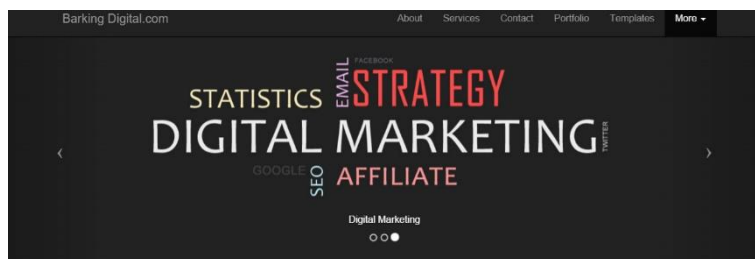 Barking Digital.com About Services Contact Portfolio Templates More
FACEBOOK
EMAIL
STRATEGY
STATISTICS
DIGITAL MARKETING
TWITTER
GOOGLE
SEO
AFFILIATE
Digital Marketing